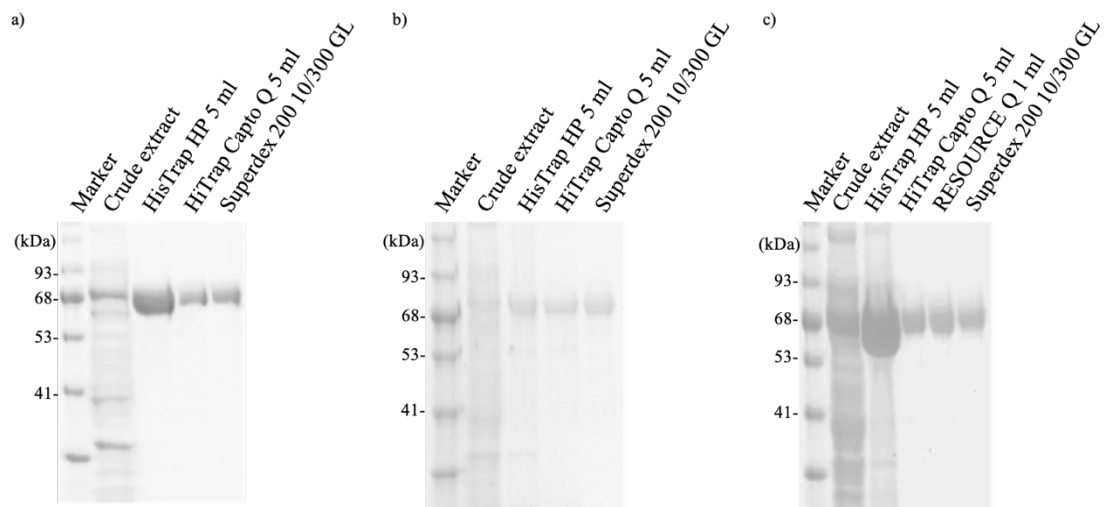 a)
Marker
Crude extract
HisTrap HP 5 ml
HiTrap Capto Q 5 ml
Superdex 200 10/300 GL
(kDa)
93-
68-
53-
41-
b)
Marker
Crude extract
HisTrap HP 5 ml
HiTrap Capto Q 5 ml
Superdex 200 10/300 GL
(kDa)
93-
68-
53-
41-
c)
Marker
Crude extract
HisTrap HP 5 ml
HiTrap Capto Q 5 ml
RESOURCE Q 1 ml
Superdex 200 10/300 GL
(kDa)
93-
68-
53-
41-